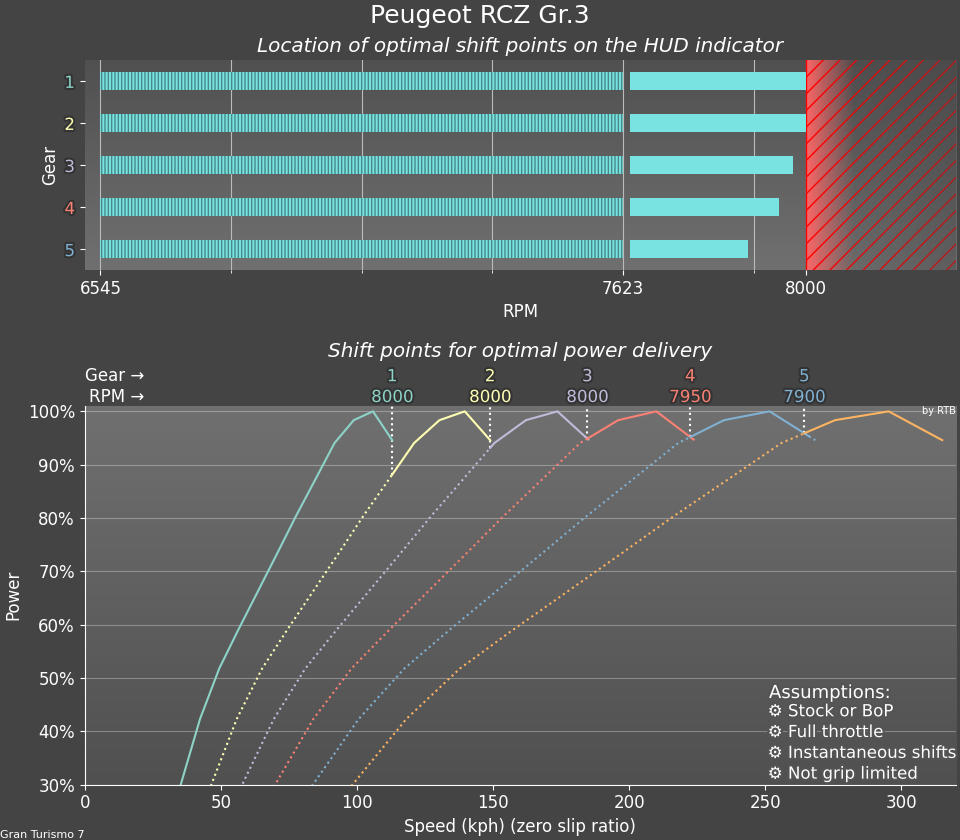 Peugeot RCZ Gr.3
Location of optimal shift points on the HUD indicator
Gear
1
2
3
4
5
6545 7623 8000
RPM
Shift points for optimal power delivery
Gear → 1 2 3 4 5
RPM → 8000 8000 8000 7950 7900
by RTB
Power
100%
90%
80%
70%
60%
50%
40%
30%
Assumptions:
⚙ Stock or BoP
⚙ Full throttle
⚙ Instantaneous shifts
⚙ Not grip limited
0 50 100 150 200 250 300
Speed (kph) (zero slip ratio)
Gran Turismo 7